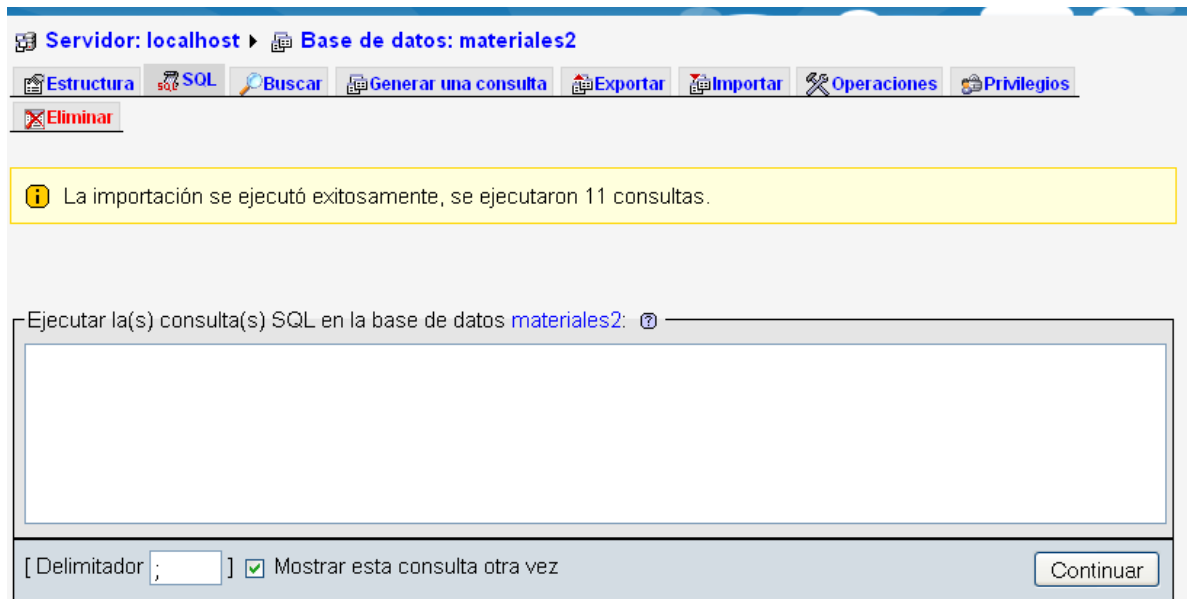 Servidor: localhost ▸ Base de datos: materiales2
Estructura SQL Buscar Generar una consulta Exportar Importar Operaciones Privilegios
Eliminar
La importación se ejecutó exitosamente, se ejecutaron 11 consultas.
Ejecutar la(s) consulta(s) SQL en la base de datos materiales2:
[ Delimitador ; ] Mostrar esta consulta otra vez Continuar